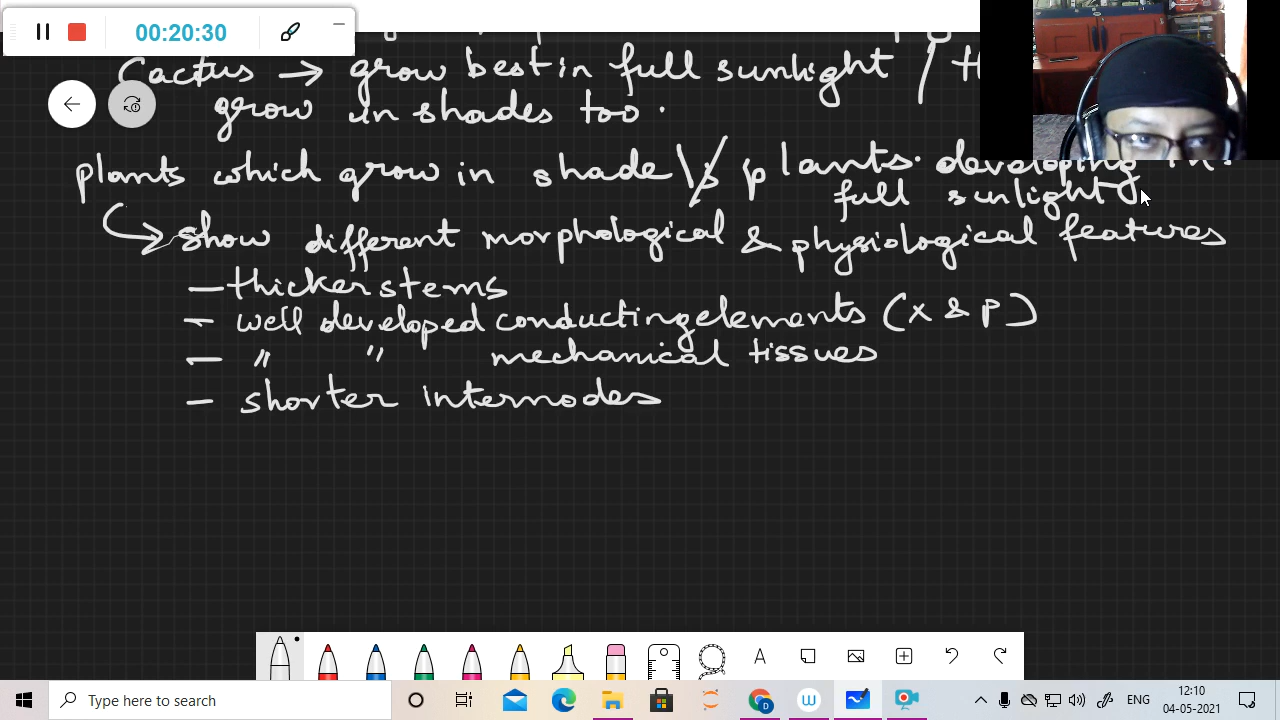 00:20:30
Cactus → grow best in full sunlight /
grow in shades too.
plants which grow in shade V/s plants developing in
full sunlight
↳ show different morphological & physiological features
— thicker stems
— well developed conducting elements (x & p)
— " " mechanical tissues
— shorter internodes
A
Type here to search
ENG
12:10
04-05-2021